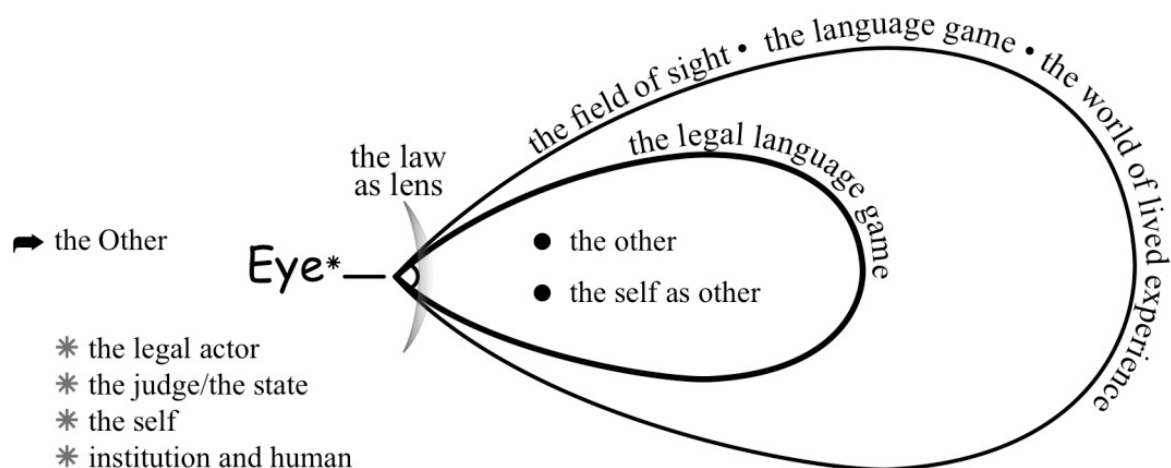 the field of sight • the language game • the world of lived experience
the legal language game
the law
as lens
the Other
Eye*
● the other
● the self as other
* the legal actor
* the judge/the state
* the self
* institution and human